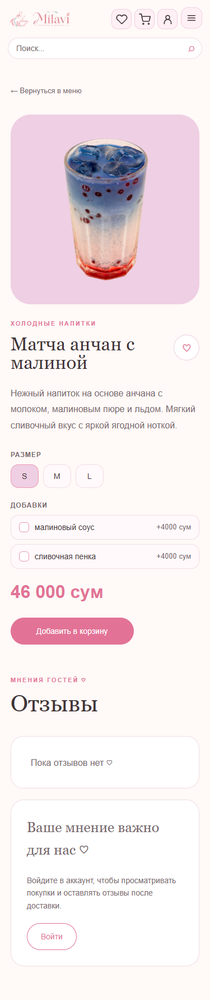 Milavi
Поиск...
← Вернуться в меню
ХОЛОДНЫЕ НАПИТКИ
Матча анчан с
малиной
Нежный напиток на основе анчана с
молоком, малиновым пюре и льдом. Мягкий
сливочный вкус с яркой ягодной ноткой.
РАЗМЕР
S M L
ДОБАВКИ
малиновый соус +4000 сум
сливочная пенка +4000 сум
46 000 сум
Добавить в корзину
МНЕНИЯ ГОСТЕЙ ♡
Отзывы
Пока отзывов нет ♡
Ваше мнение важно
для нас ♡
Войдите в аккаунт, чтобы просматривать
покупки и оставлять отзывы после
доставки.
Войти